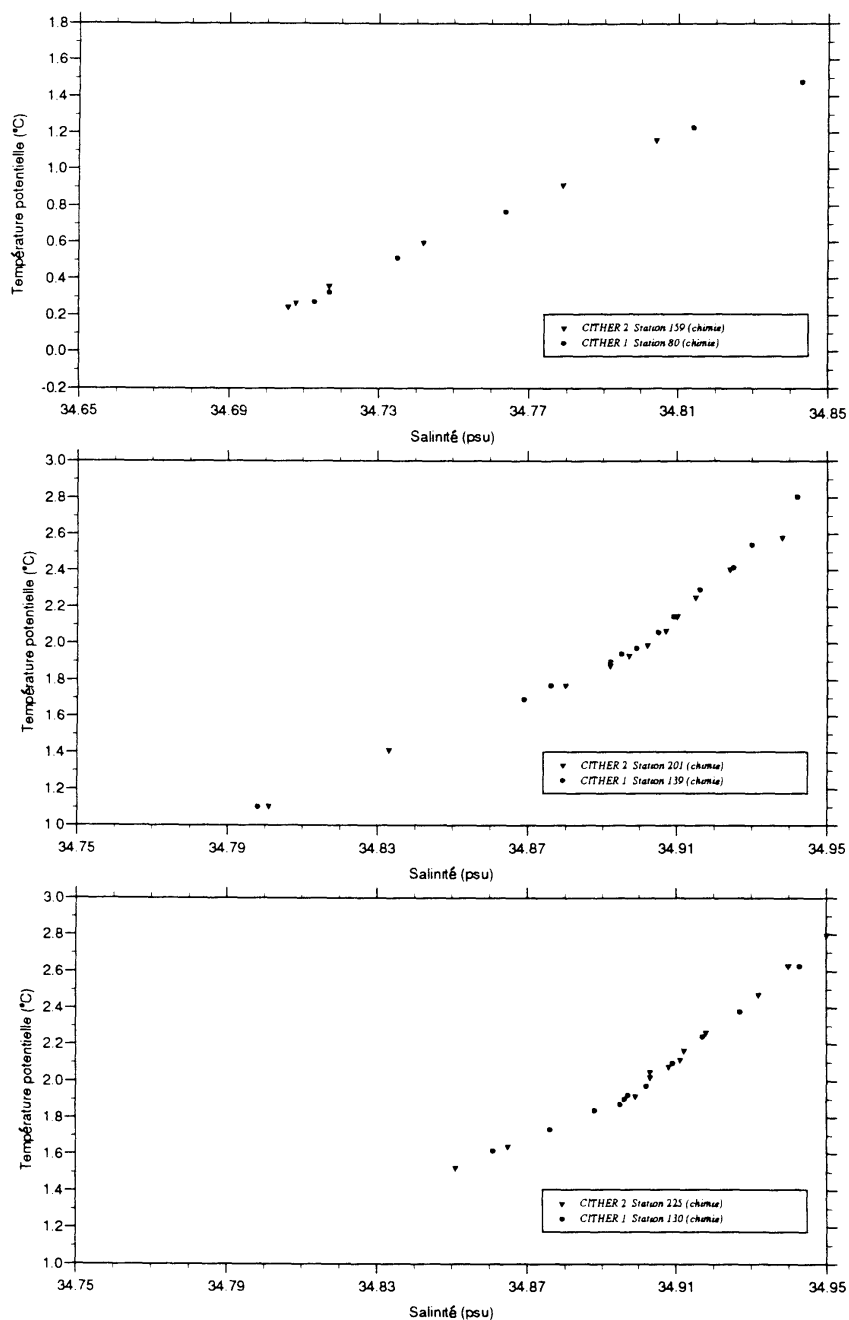 1.8
1.6
1.4
1.2
1.0
0.8
0.6
0.4
0.2
0.0
-0.2
Température potentielle (°C)
34.65 34.69 34.73 34.77 34.81 34.85
Salinité (psu)
CITHER 2 Station 159 (chimie)
CITHER 1 Station 80 (chimie)
3.0
2.8
2.6
2.4
2.2
2.0
1.8
1.6
1.4
1.2
1.0
Température potentielle (°C)
34.75 34.79 34.83 34.87 34.91 34.95
Salinité (psu)
CITHER 2 Station 201 (chimie)
CITHER 1 Station 139 (chimie)
3.0
2.8
2.6
2.4
2.2
2.0
1.8
1.6
1.4
1.2
1.0
Température potentielle (°C)
34.75 34.79 34.83 34.87 34.91 34.95
Salinité (psu)
CITHER 2 Station 225 (chimie)
CITHER 1 Station 130 (chimie)